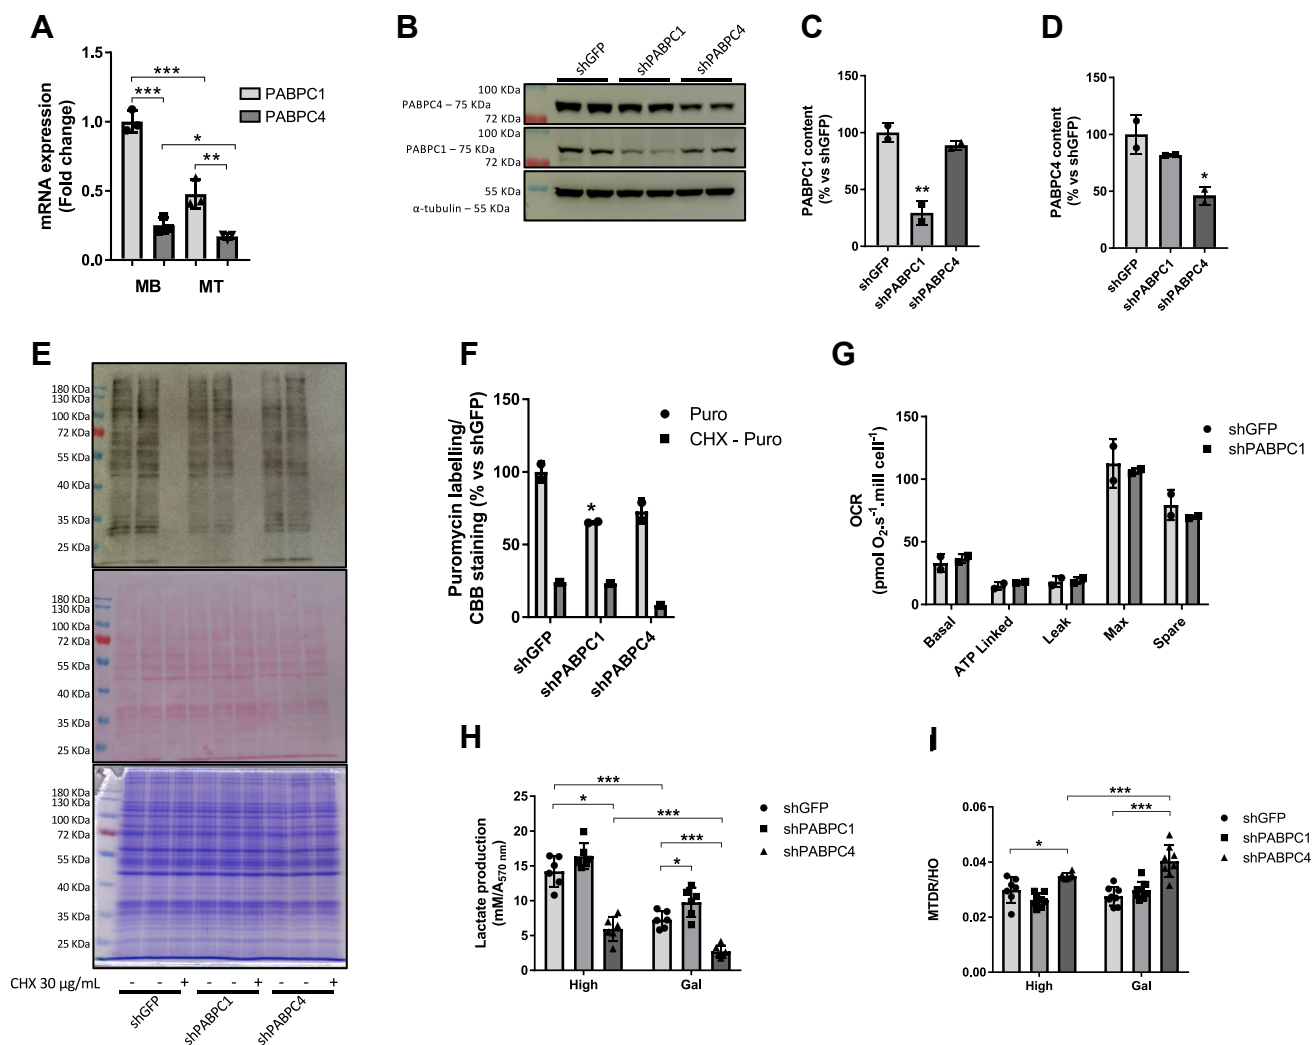 A
mRNA expression
(Fold change)
1.5
1.0
0.5
0.0
***
***
*
**
PABPC1
PABPC4
MB
MT
B
shGFP
shPABPC1
shPABPC4
100 KDa
PABPC4 – 75 KDa
72 KDa
100 KDa
PABPC1 – 75 KDa
72 KDa
55 KDa
α-tubulin – 55 KDa
C
PABPC1 content
(% vs shGFP)
150
100
50
0
**
shGFP
shPABPC1
shPABPC4
D
PABPC4 content
(% vs shGFP)
150
100
50
0
*
shGFP
shPABPC1
shPABPC4
E
180 KDa
130 KDa
100 KDa
72 KDa
55 KDa
40 KDa
35 KDa
25 KDa
180 KDa
130 KDa
100 KDa
72 KDa
55 KDa
40 KDa
35 KDa
25 KDa
180 KDa
130 KDa
100 KDa
72 KDa
55 KDa
40 KDa
35 KDa
25 KDa
CHX 30 µg/mL - - + - - + - - +
shGFP
shPABPC1
shPABPC4
F
Puromycin labelling/
CBB staining (% vs shGFP)
150
100
50
0
*
Puro
CHX - Puro
shGFP
shPABPC1
shPABPC4
G
OCR
(pmol O₂.s⁻¹.mill cell⁻¹)
150
100
50
0
shGFP
shPABPC1
Basal
ATP Linked
Leak
Max
Spare
H
Lactate production
(mM/A570 nm)
25
20
15
10
5
0
***
*
***
***
*
shGFP
shPABPC1
shPABPC4
High
Gal
I
MTDR/HO
0.06
0.04
0.02
0.00
***
***
*
shGFP
shPABPC1
shPABPC4
High
Gal